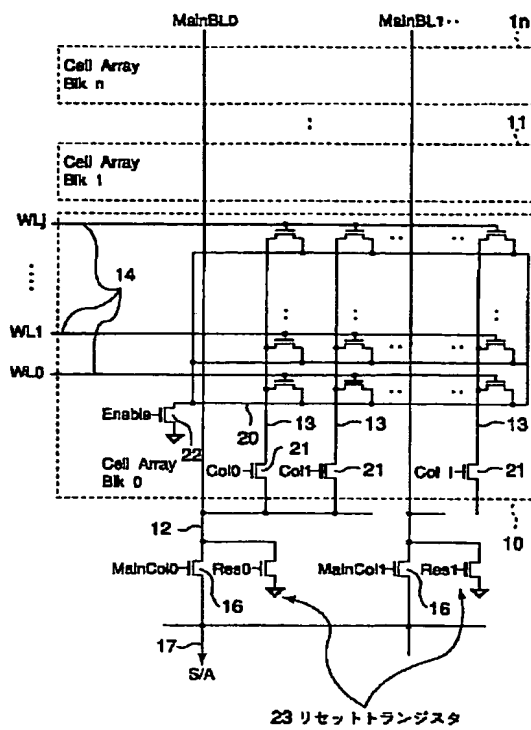 MainBL0 MainBL1‥ 1n
Cell Array
Blk n
11
Cell Array
Blk 1
WLj
14
WL1
WL0
13 13 13
Enable
20
22
21 21 21
Cell Array
Blk 0
Col0 Col1 Col i
12 10
MainCol0 Res0 MainCol1 Res1
16 16
17
S/A
23 リセットトランジスタ